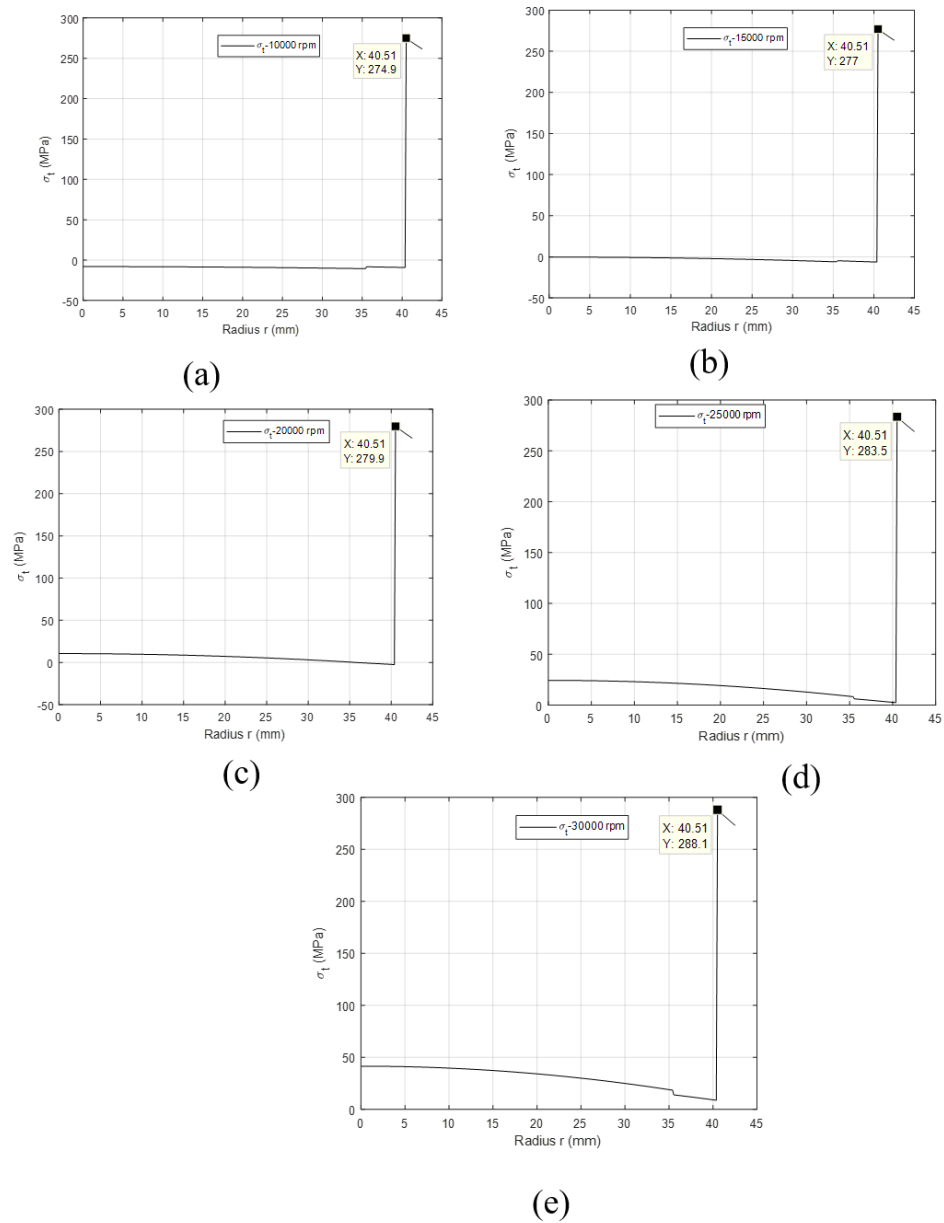 σt-10000 rpm
X: 40.51
Y: 274.9
300
250
200
150
100
50
0
-50
σt (MPa)
0 5 10 15 20 25 30 35 40 45
Radius r (mm)
(a)
σt-15000 rpm
X: 40.51
Y: 277
300
250
200
150
100
50
0
-50
σt (MPa)
0 5 10 15 20 25 30 35 40 45
Radius r (mm)
(b)
σt-20000 rpm
X: 40.51
Y: 279.9
300
250
200
150
100
50
0
-50
σt (MPa)
0 5 10 15 20 25 30 35 40 45
Radius r (mm)
(c)
σt-25000 rpm
X: 40.51
Y: 283.5
300
250
200
150
100
50
0
σt (MPa)
0 5 10 15 20 25 30 35 40 45
Radius r (mm)
(d)
σt-30000 rpm
X: 40.51
Y: 288.1
300
250
200
150
100
50
0
σt (MPa)
0 5 10 15 20 25 30 35 40 45
Radius r (mm)
(e)